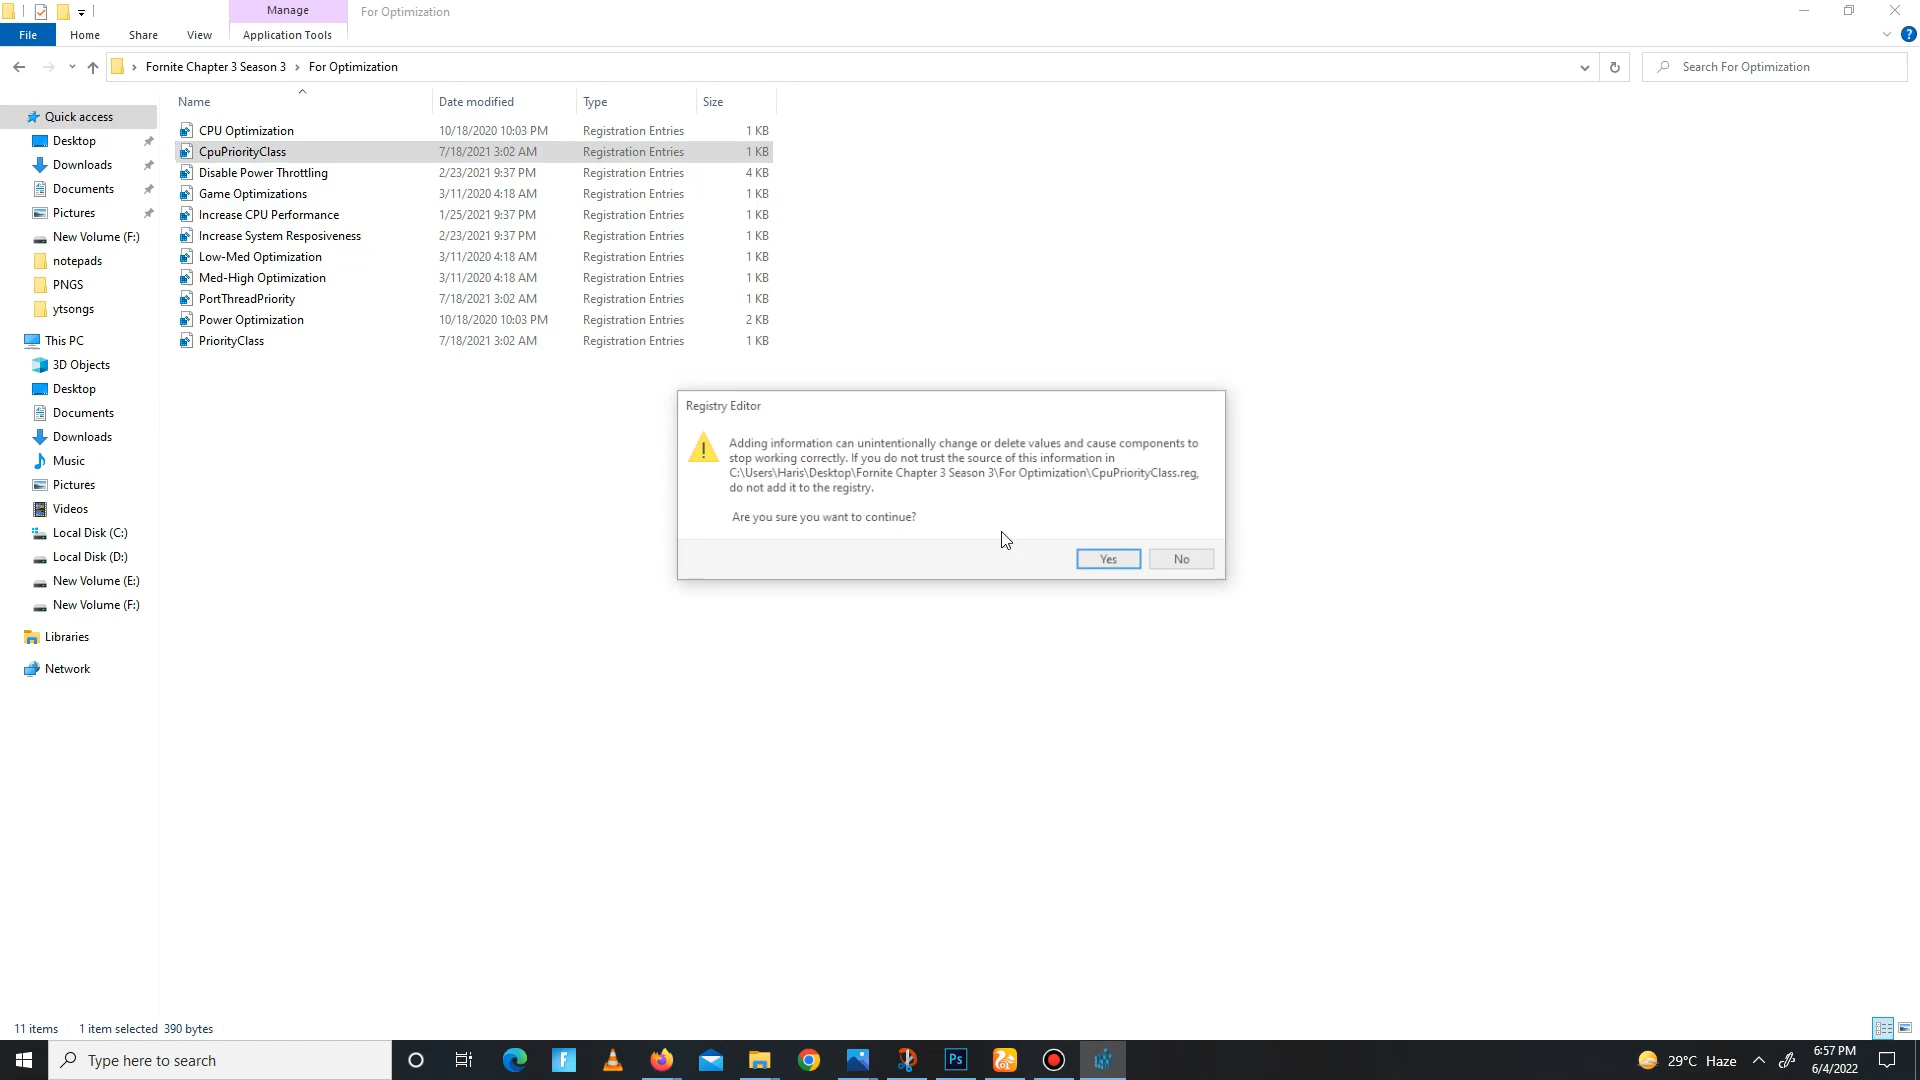 Manage
For Optimization
File
Home
Share
View
Application Tools
Fornite Chapter 3 Season 3 > For Optimization
Search For Optimization
Name
Date modified
Type
Size
CPU Optimization 10/18/2020 10:03 PM Registration Entries 1 KB
CpuPriorityClass 7/18/2021 3:02 AM Registration Entries 1 KB
Disable Power Throttling 2/23/2021 9:37 PM Registration Entries 4 KB
Game Optimizations 3/11/2020 4:18 AM Registration Entries 1 KB
Increase CPU Performance 1/25/2021 9:37 PM Registration Entries 1 KB
Increase System Resposiveness 2/23/2021 9:37 PM Registration Entries 1 KB
Low-Med Optimization 3/11/2020 4:18 AM Registration Entries 1 KB
Med-High Optimization 3/11/2020 4:18 AM Registration Entries 1 KB
PortThreadPriority 7/18/2021 3:02 AM Registration Entries 1 KB
Power Optimization 10/18/2020 10:03 PM Registration Entries 2 KB
PriorityClass 7/18/2021 3:02 AM Registration Entries 1 KB
Quick access
Desktop
Downloads
Documents
Pictures
New Volume (F:)
notepads
PNGS
ytsongs
This PC
3D Objects
Desktop
Documents
Downloads
Music
Pictures
Videos
Local Disk (C:)
Local Disk (D:)
New Volume (E:)
New Volume (F:)
Libraries
Network
Registry Editor
Adding information can unintentionally change or delete values and cause components to
stop working correctly. If you do not trust the source of this information in
C:\Users\Haris\Desktop\Fornite Chapter 3 Season 3\For Optimization\CpuPriorityClass.reg,
do not add it to the registry.
Are you sure you want to continue?
Yes
No
11 items
1 item selected 390 bytes
Type here to search
F
Ps
29°C Haze
6:57 PM
6/4/2022